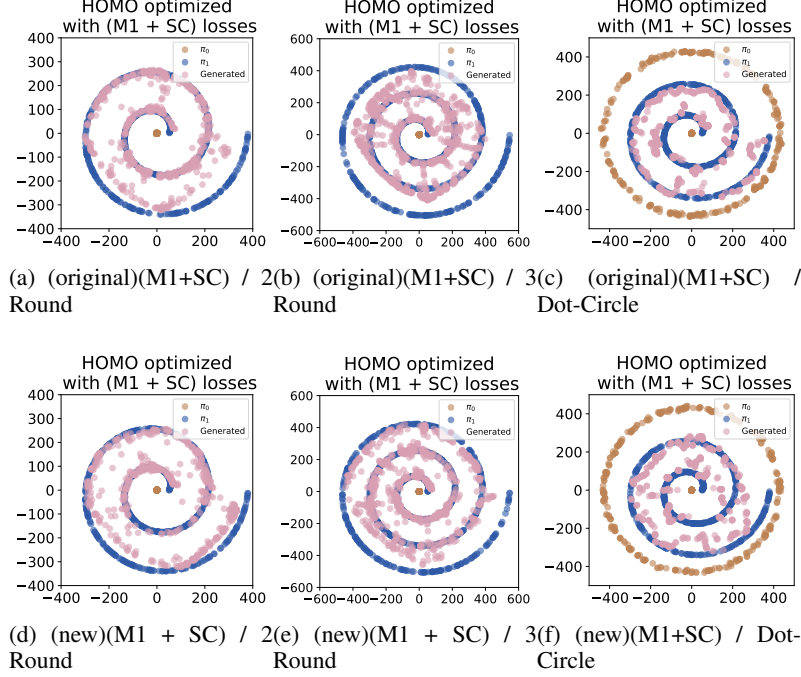 HOMO optimized
with (M1 + SC) losses
HOMO optimized
with (M1 + SC) losses
HOMO optimized
with (M1 + SC) losses
400
300
200
100
0
−100
−200
−300
−400
−400 −200 0 200 400
π0
π1
Generated
600
400
200
0
−200
−400
−600
−600 −400 −200 0 200 400 600
π0
π1
Generated
400
200
0
−200
−400
−400 −200 0 200 400
π0
π1
Generated
(a) (original)(M1+SC) / 2 Round
(b) (original)(M1+SC) / 3 Round
(c) (original)(M1+SC) / Dot-Circle
HOMO optimized
with (M1 + SC) losses
HOMO optimized
with (M1 + SC) losses
HOMO optimized
with (M1 + SC) losses
400
300
200
100
0
−100
−200
−300
−400
−400 −200 0 200 400
π0
π1
Generated
600
400
200
0
−200
−400
−600
−600 −400 −200 0 200 400 600
π0
π1
Generated
400
200
0
−200
−400
−400 −200 0 200 400
π0
π1
Generated
(d) (new)(M1 + SC) / 2
Round
(e) (new)(M1 + SC) / 3
Round
(f) (new)(M1+SC) / Dot-
Circle